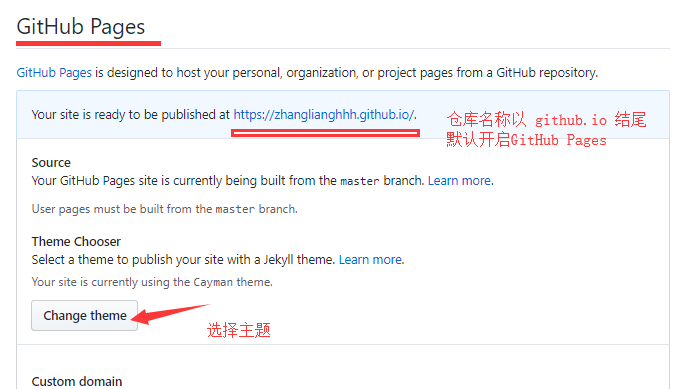 GitHub Pages
GitHub Pages is designed to host your personal, organization, or project pages from a GitHub repository.
Your site is ready to be published at https://zhanglianghhh.github.io/.
仓库名称以 github.io 结尾
默认开启GitHub Pages
Source
Your GitHub Pages site is currently being built from the master branch. Learn more.
User pages must be built from the master branch.
Theme Chooser
Select a theme to publish your site with a Jekyll theme. Learn more.
Your site is currently using the Cayman theme.
Change theme
选择主题
Custom domain